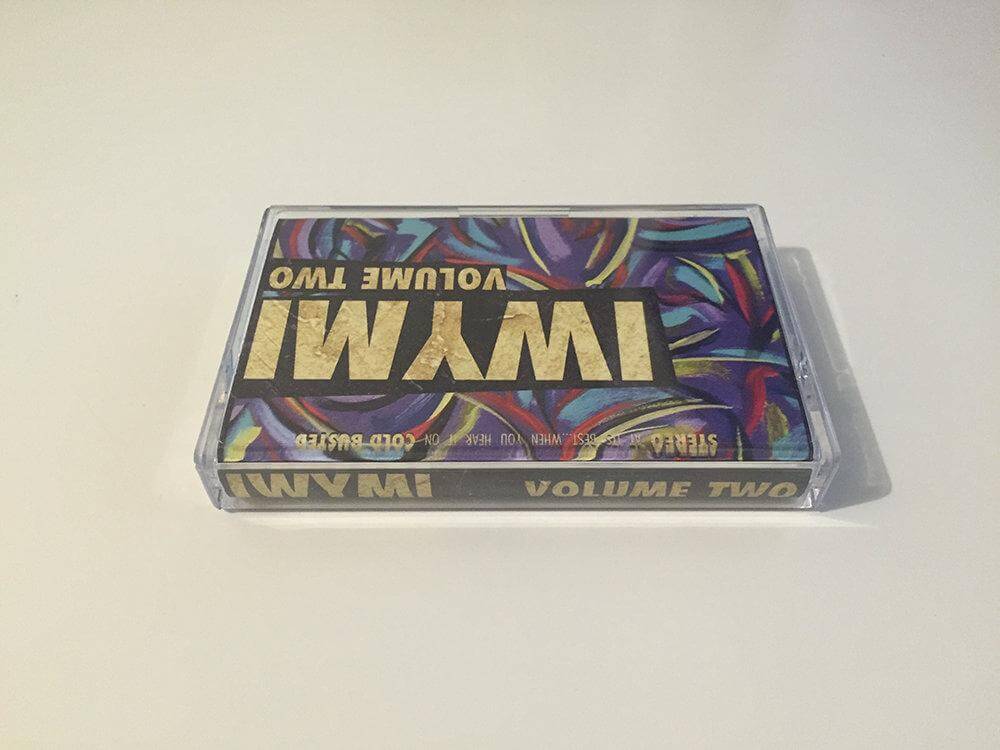 STEREO AT ITS BEST...WHEN YOU HEAR IT ON COLD BUSTED
IWYMI
VOLUME TWO
IWYMI VOLUME TWO